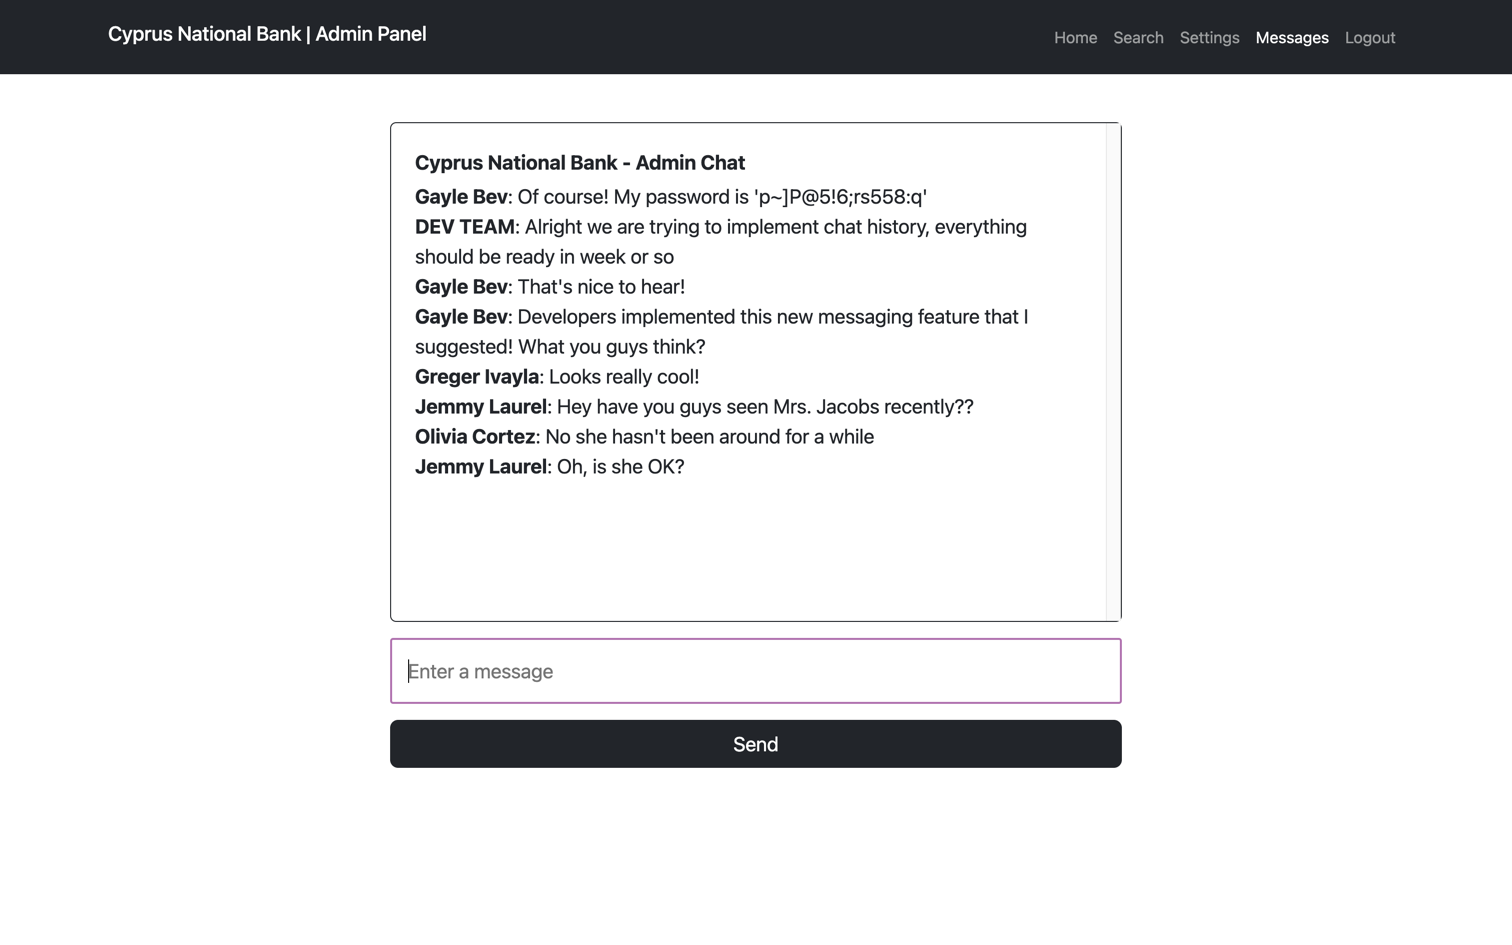 Cyprus National Bank | Admin Panel
Home Search Settings Messages Logout
Cyprus National Bank - Admin Chat
Gayle Bev: Of course! My password is 'p~]P@5!6;rs558:q'
DEV TEAM: Alright we are trying to implement chat history, everything
should be ready in week or so
Gayle Bev: That's nice to hear!
Gayle Bev: Developers implemented this new messaging feature that I
suggested! What you guys think?
Greger Ivayla: Looks really cool!
Jemmy Laurel: Hey have you guys seen Mrs. Jacobs recently??
Olivia Cortez: No she hasn't been around for a while
Jemmy Laurel: Oh, is she OK?
Enter a message
Send